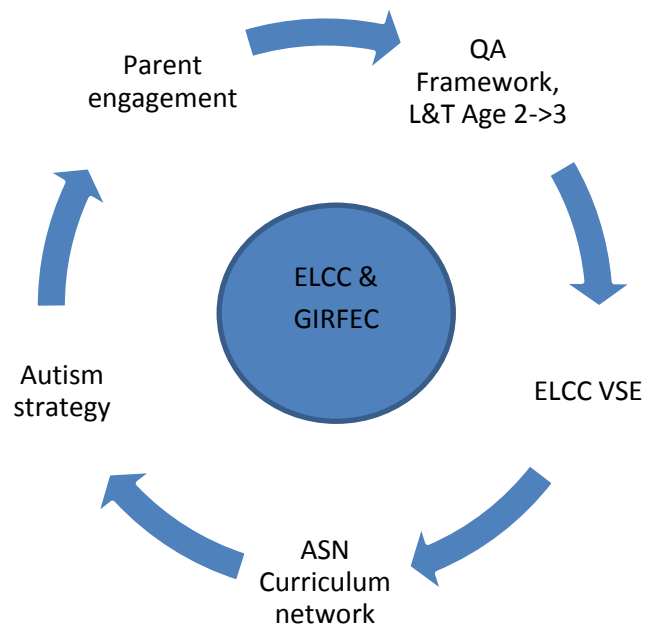 Parent
engagement
QA
Framework,
L&T Age 2->3
ELCC &
GIRFEC
Autism
strategy
ELCC VSE
ASN
Curriculum
network